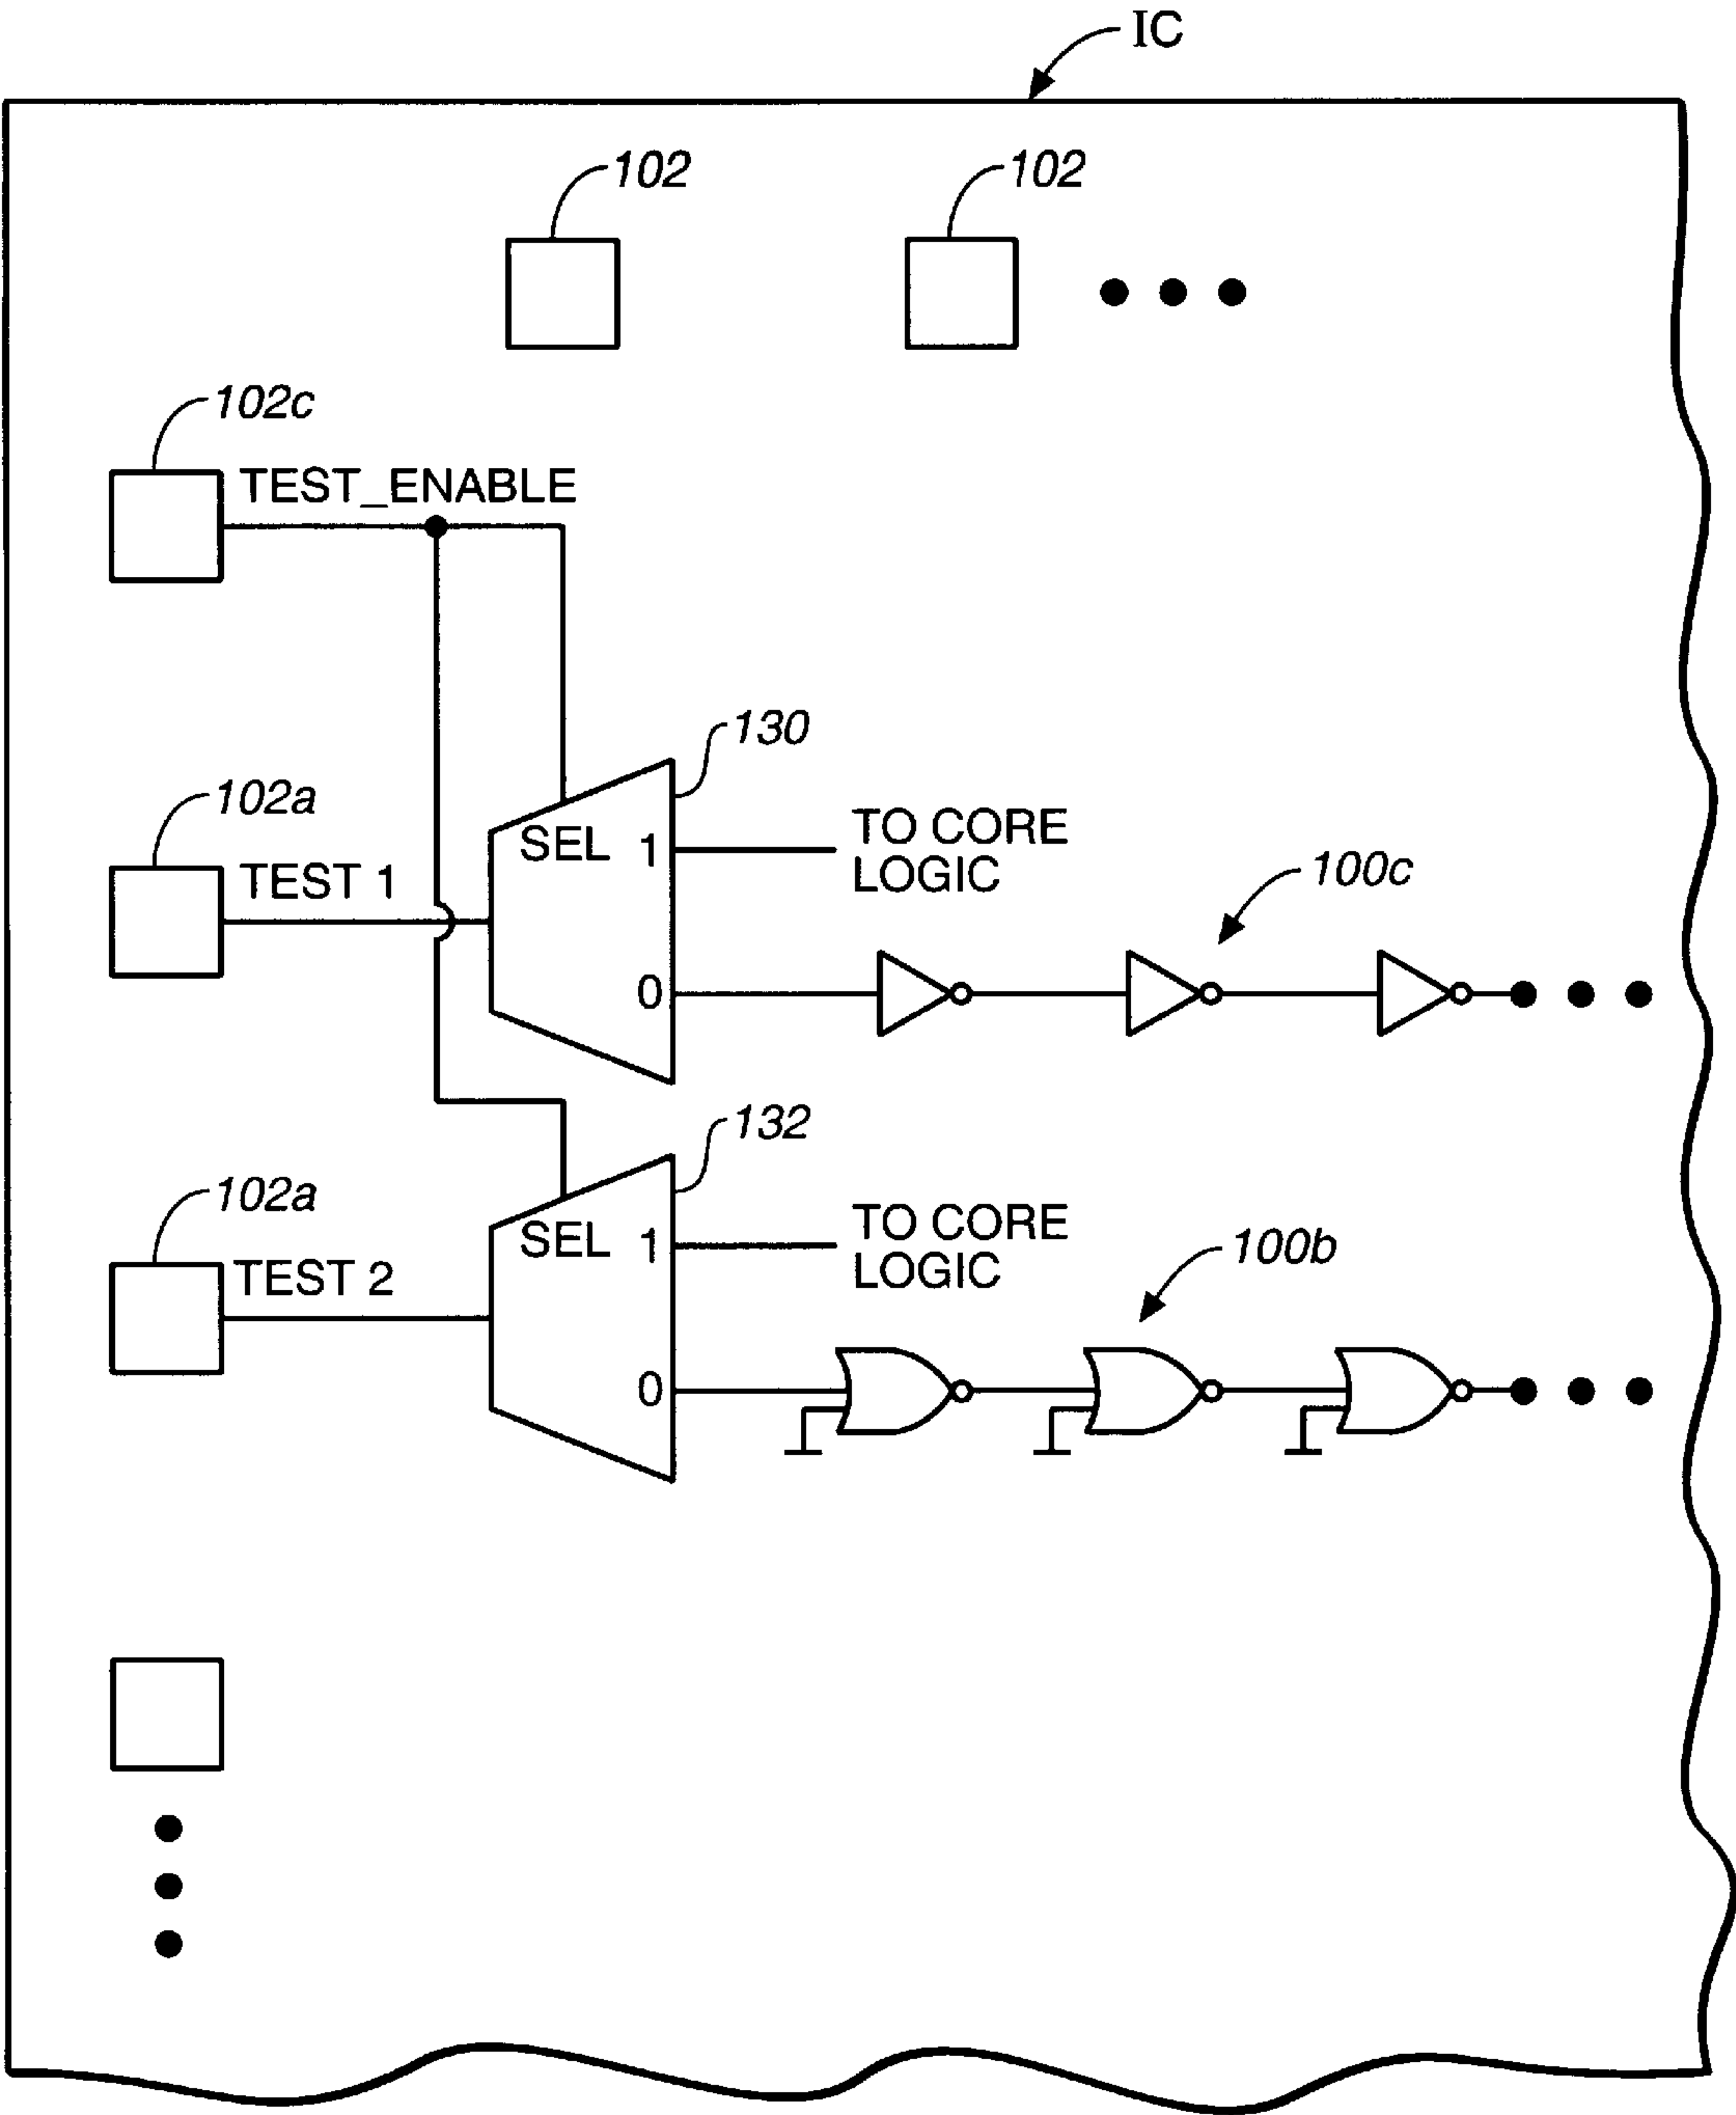 IC
102
102
102c
TEST_ENABLE
130
102a
TEST 1
SEL 1
TO CORE
LOGIC
100c
0
132
102a
TEST 2
SEL 1
TO CORE
LOGIC
100b
0